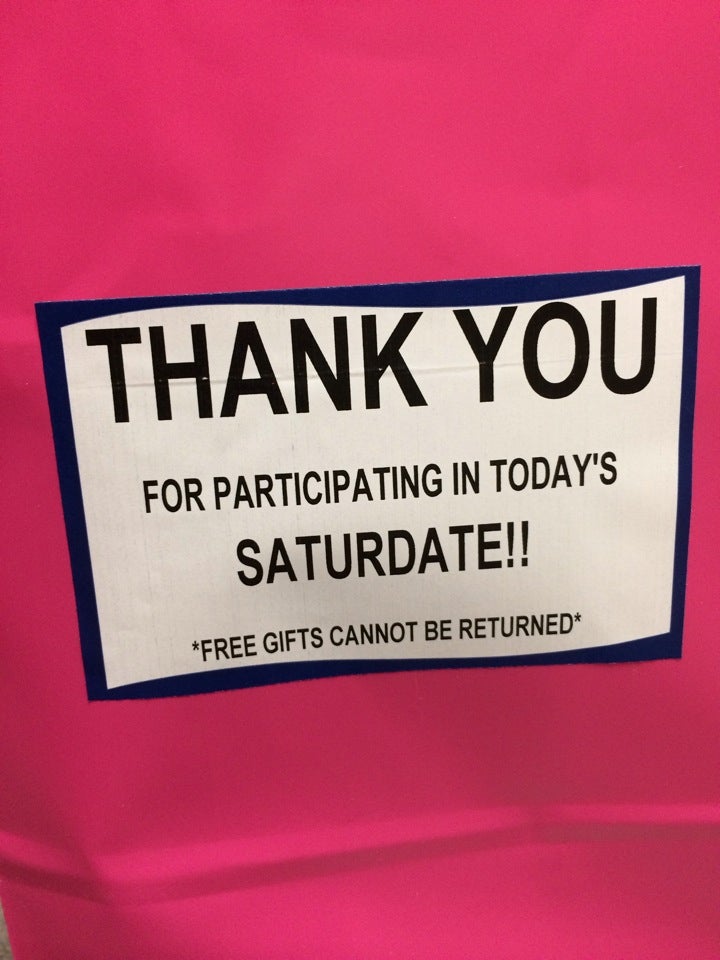 THANK YOU
FOR PARTICIPATING IN TODAY'S
SATURDATE!!
*FREE GIFTS CANNOT BE RETURNED*